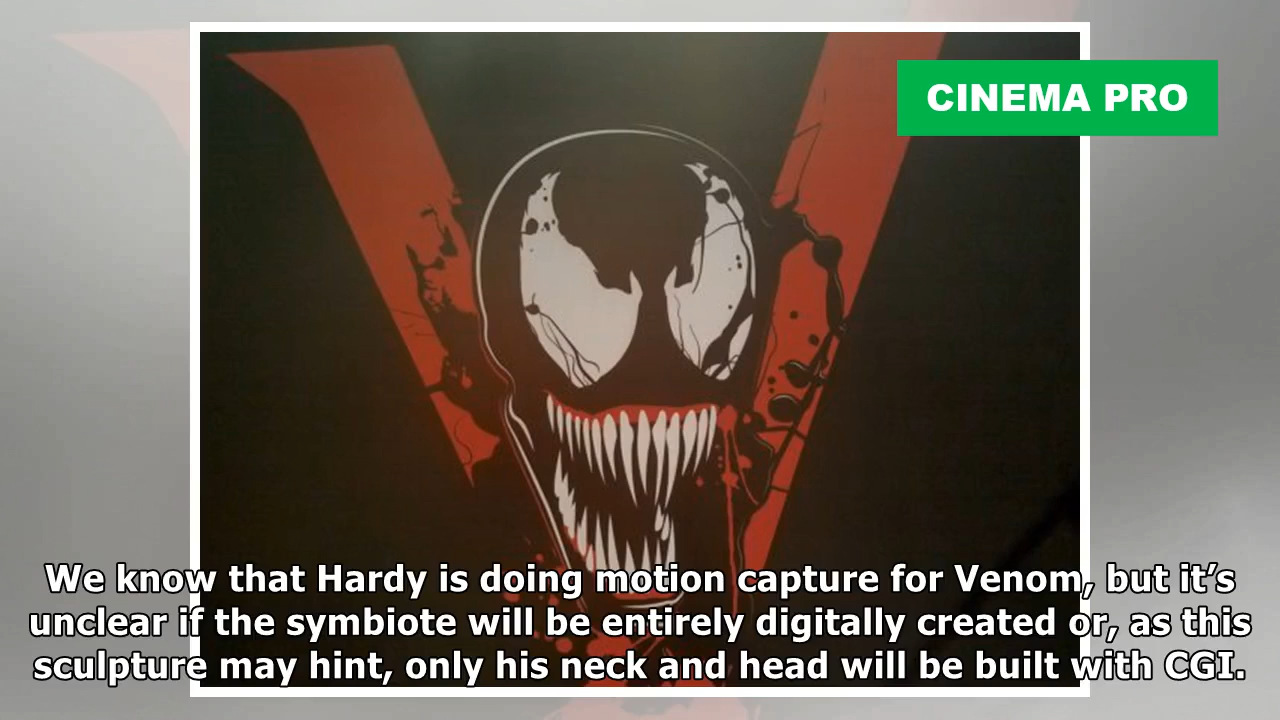 CINEMA PRO
We know that Hardy is doing motion capture for Venom, but it’s
unclear if the symbiote will be entirely digitally created or, as this
sculpture may hint, only his neck and head will be built with CGI.